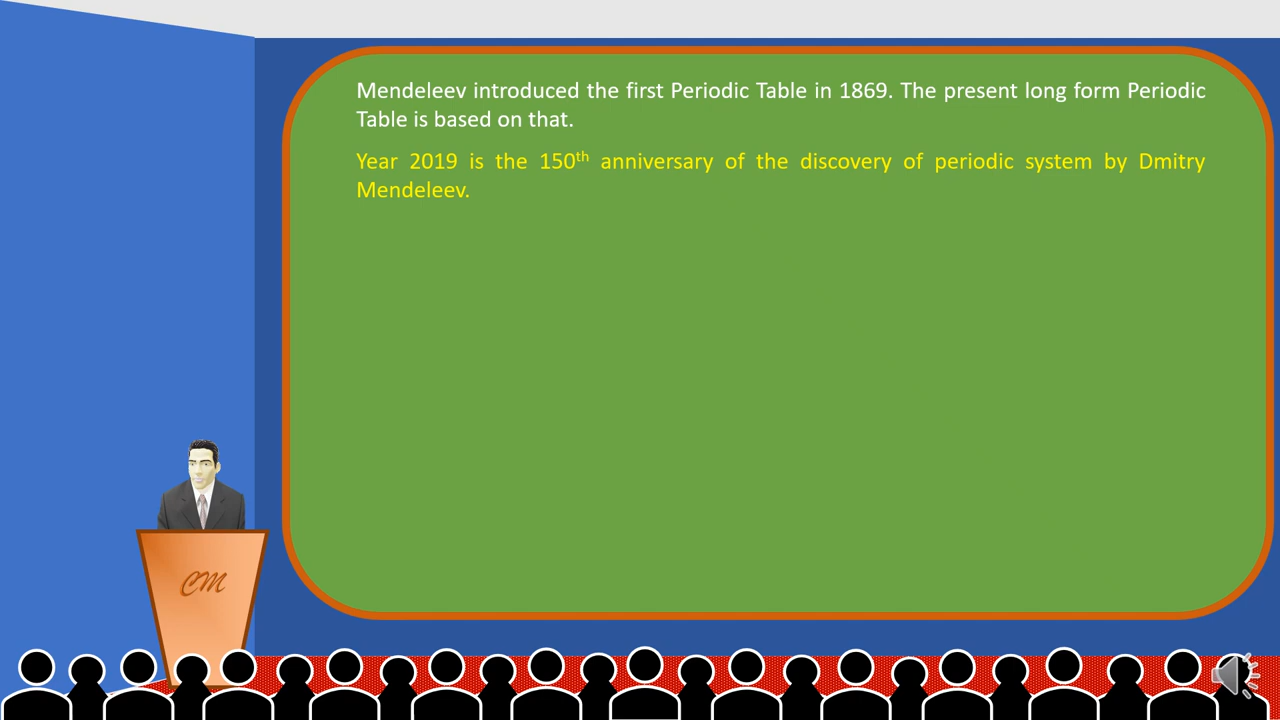 Mendeleev introduced the first Periodic Table in 1869. The present long form Periodic
Table is based on that.
Year 2019 is the 150th anniversary of the discovery of periodic system by Dmitry
Mendeleev.
CM